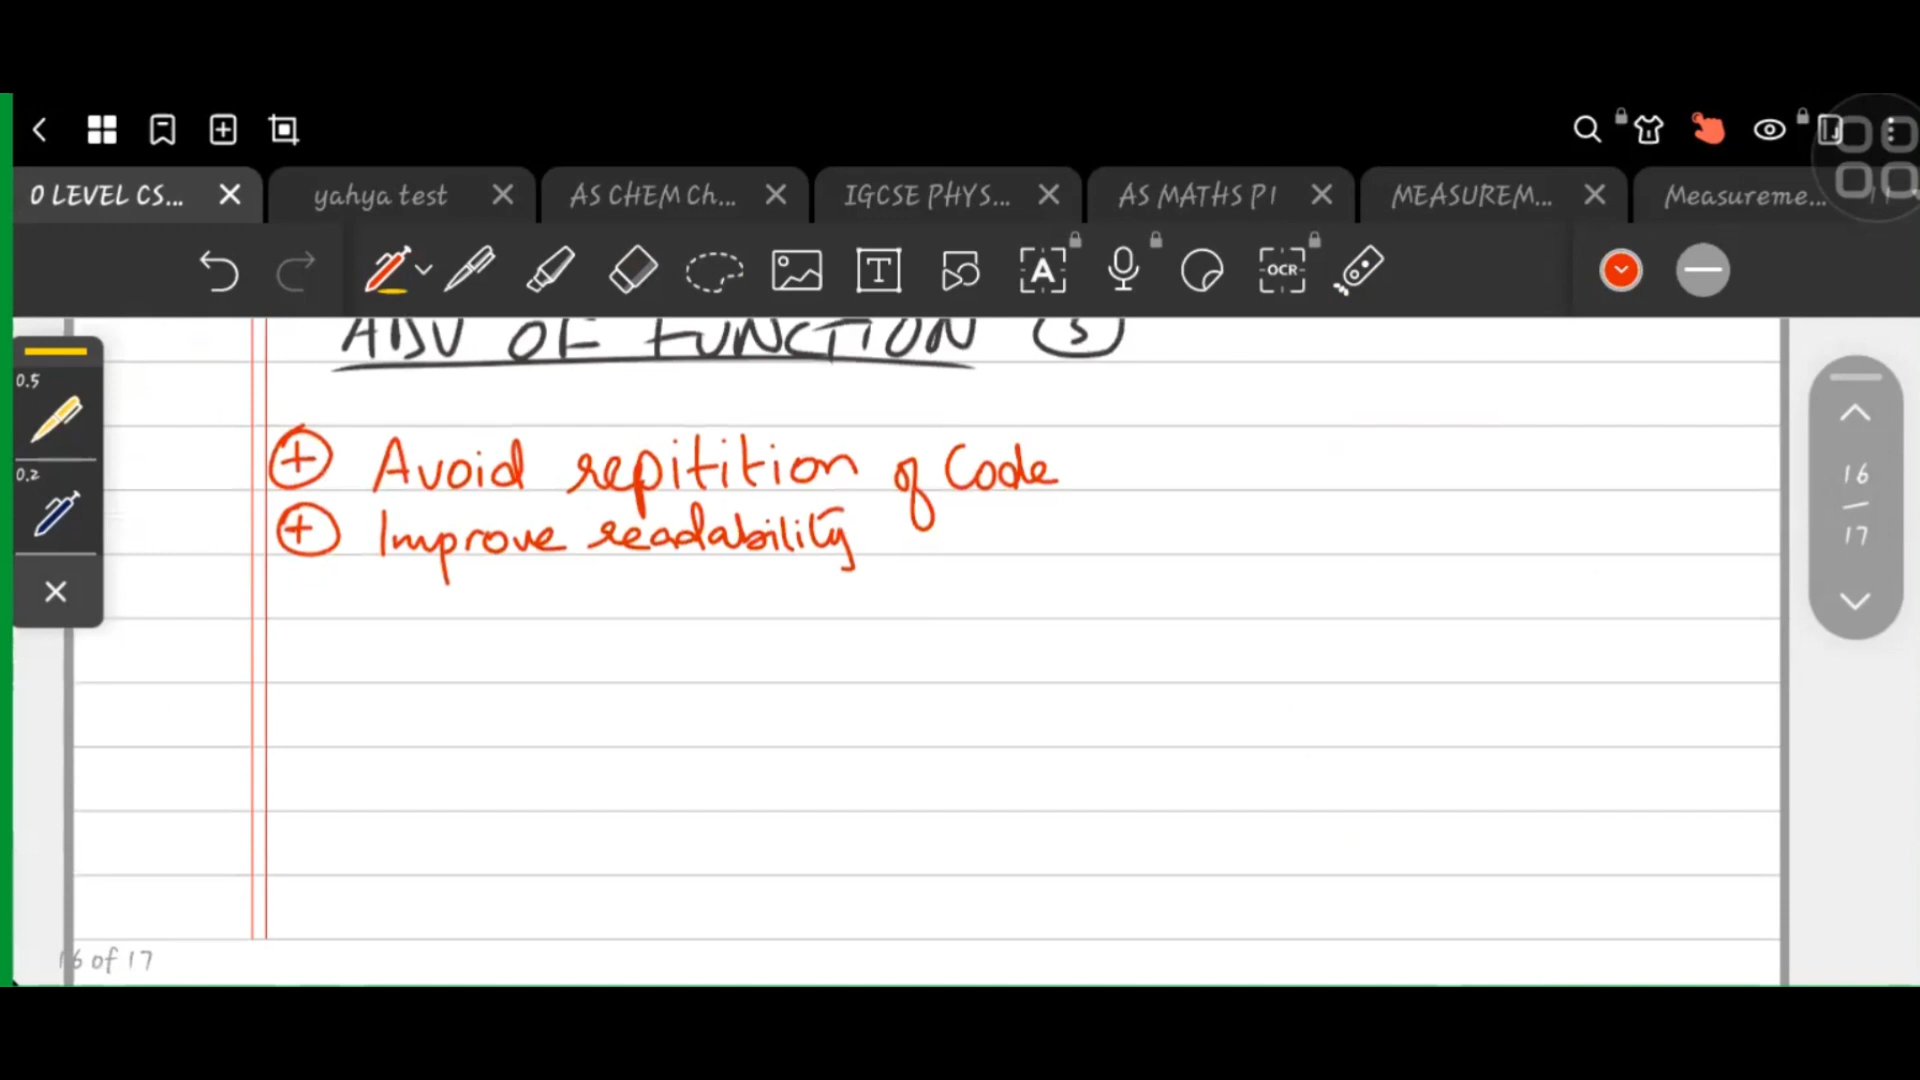 O LEVEL CS...
yahya test
AS CHEM Ch...
IGCSE PHYS...
AS MATHS P1
MEASUREM...
Measureme...
T
A
OCR
ADV OF FUNCTION
0.5
+ Avoid repitition of Code
0.2
+ Improve readability
16
17
16 of 17